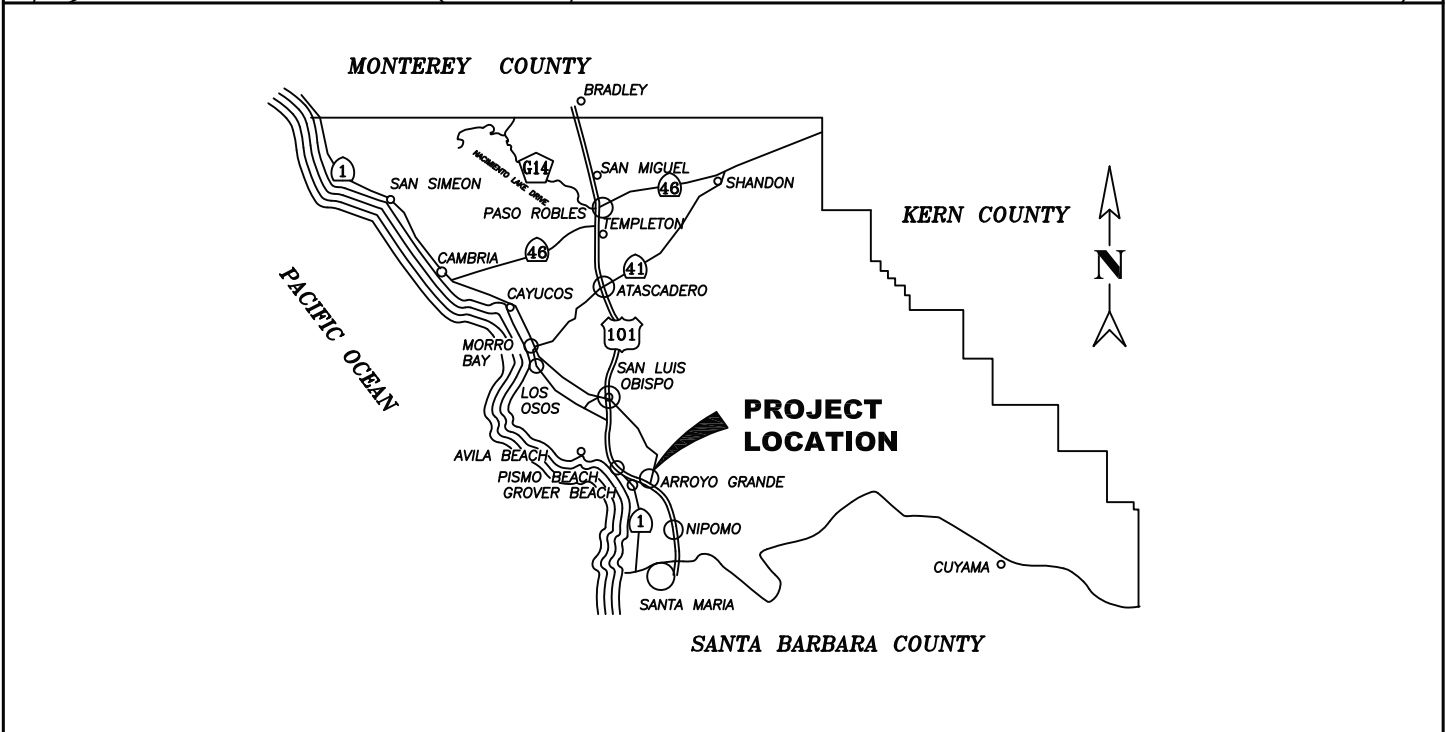 MONTEREY COUNTY
BRADLEY
1
SAN SIMEON
NACIMIENTO LAKE DRIVE
G14
SAN MIGUEL
46
SHANDON
PASO ROBLES
TEMPLETON
KERN COUNTY
N
46
CAMBRIA
41
ATASCADERO
CAYUCOS
PACIFIC OCEAN
101
MORRO
BAY
SAN LUIS
OBISPO
LOS
OSOS
PROJECT
LOCATION
AVILA BEACH
PISMO BEACH
GROVER BEACH
ARROYO GRANDE
1
NIPOMO
CUYAMA
SANTA MARIA
SANTA BARBARA COUNTY